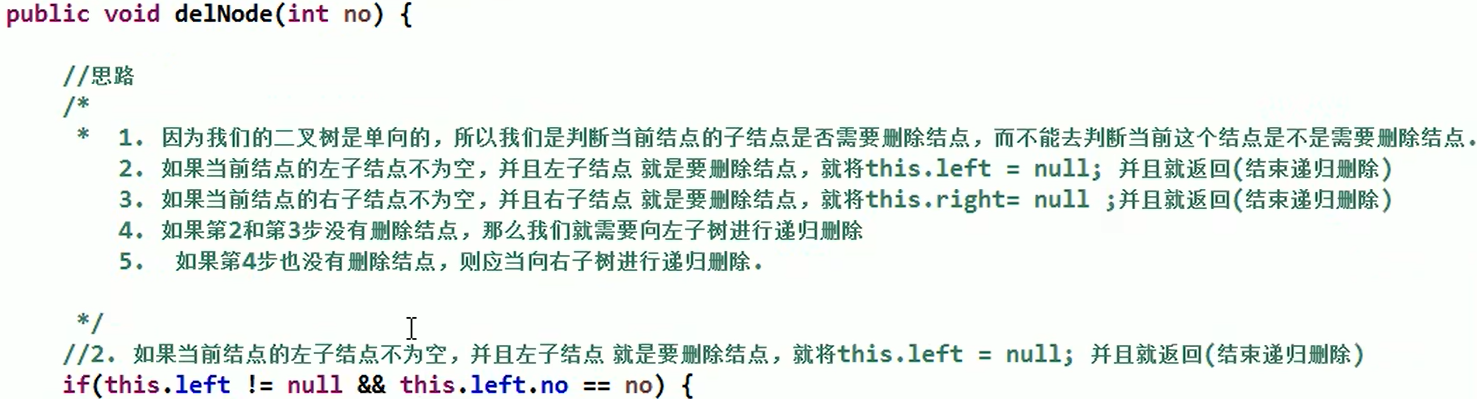 public void delNode(int no) {
//思路
/*
* 1. 因为我们的二叉树是单向的，所以我们是判断当前结点的子结点是否需要删除结点，而不能去判断当前这个结点是不是需要删除结点.
2. 如果当前结点的左子结点不为空，并且左子结点 就是要删除结点，就将this.left = null; 并且就返回(结束递归删除)
3. 如果当前结点的右子结点不为空，并且右子结点 就是要删除结点，就将this.right= null ;并且就返回(结束递归删除)
4. 如果第2和第3步没有删除结点，那么我们就需要向左子树进行递归删除
5. 如果第4步也没有删除结点，则应当向右子树进行递归删除.
*/
//2. 如果当前结点的左子结点不为空，并且左子结点 就是要删除结点，就将this.left = null; 并且就返回(结束递归删除)
if(this.left != null && this.left.no == no) {